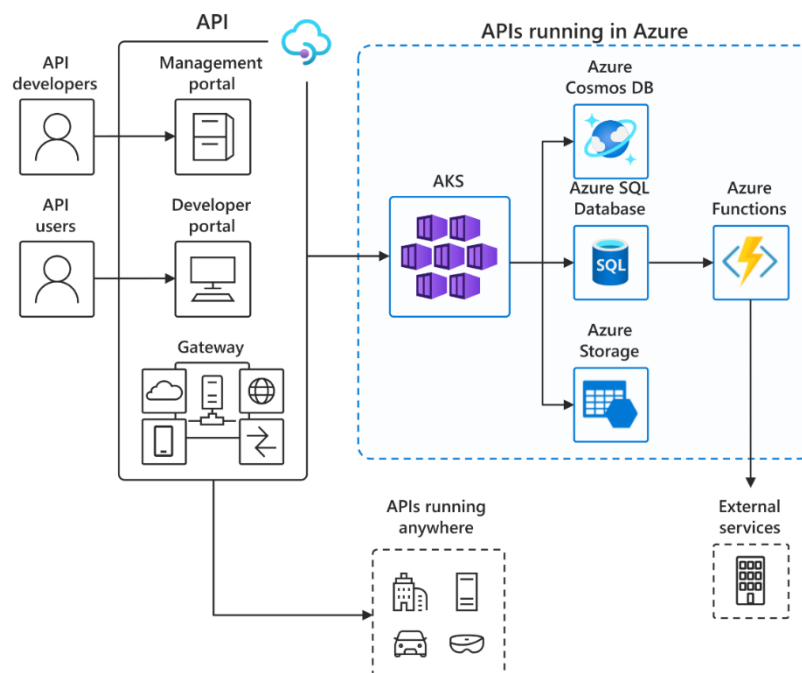 API
APIs running in Azure
API
developers
Management
portal
Azure
Cosmos DB
AKS
API
users
Developer
portal
Azure SQL
Database
SQL
Azure
Functions
Gateway
Azure
Storage
APIs running
anywhere
External
services